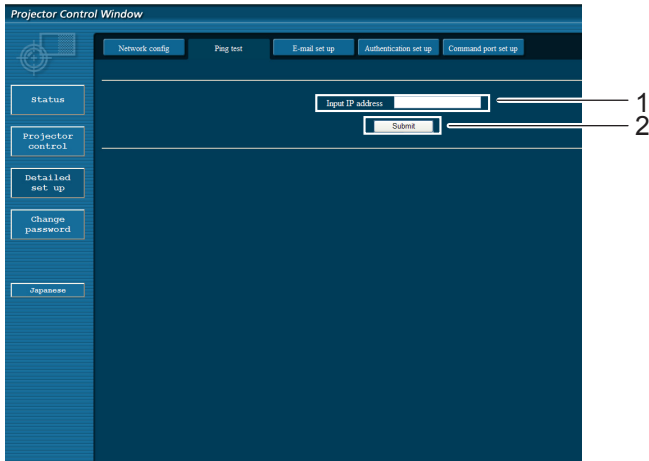 Projector Control Window
Network config Ping test E-mail set up Authentication set up Command port set up
Status
Projector
control
Detailed
set up
Change
password
Japanese
Input IP address
Submit
1
2